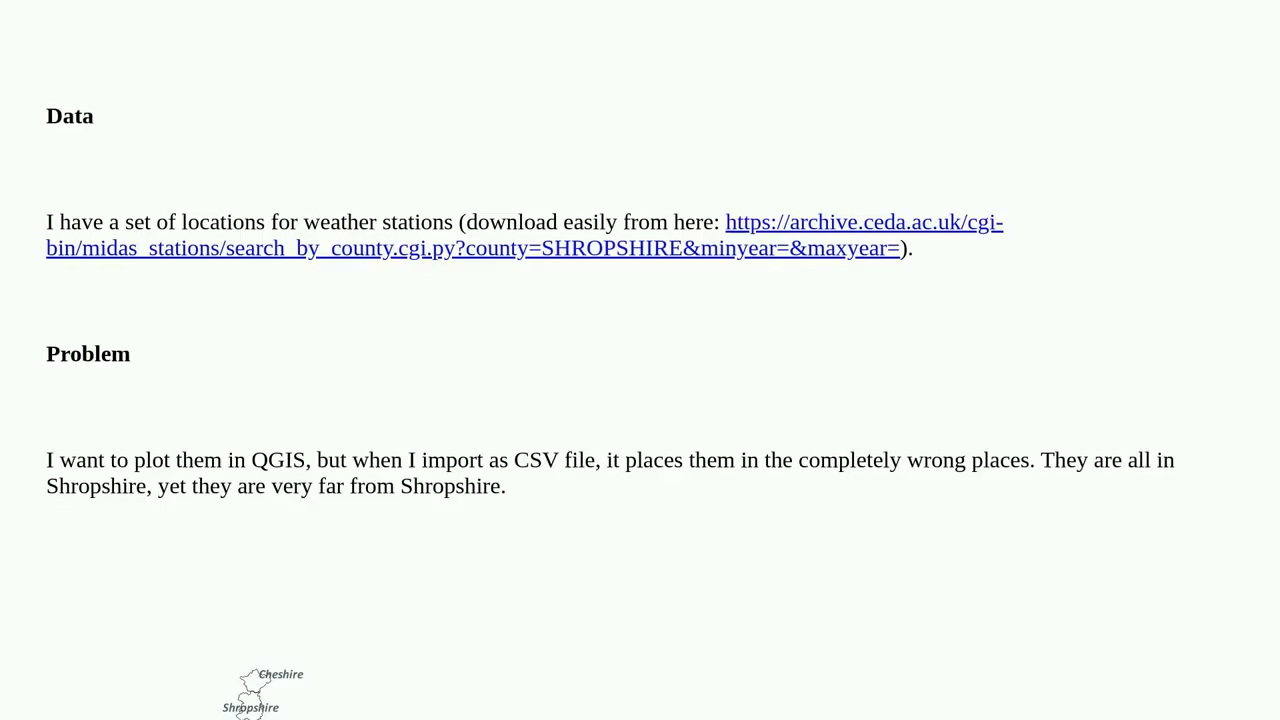 Data
I have a set of locations for weather stations (download easily from here: https://archive.ceda.ac.uk/cgi-
bin/midas_stations/search_by_county.cgi.py?county=SHROPSHIRE&minyear=&maxyear=).
Problem
I want to plot them in QGIS, but when I import as CSV file, it places them in the completely wrong places. They are all in
Shropshire, yet they are very far from Shropshire.
Cheshire
Shropshire